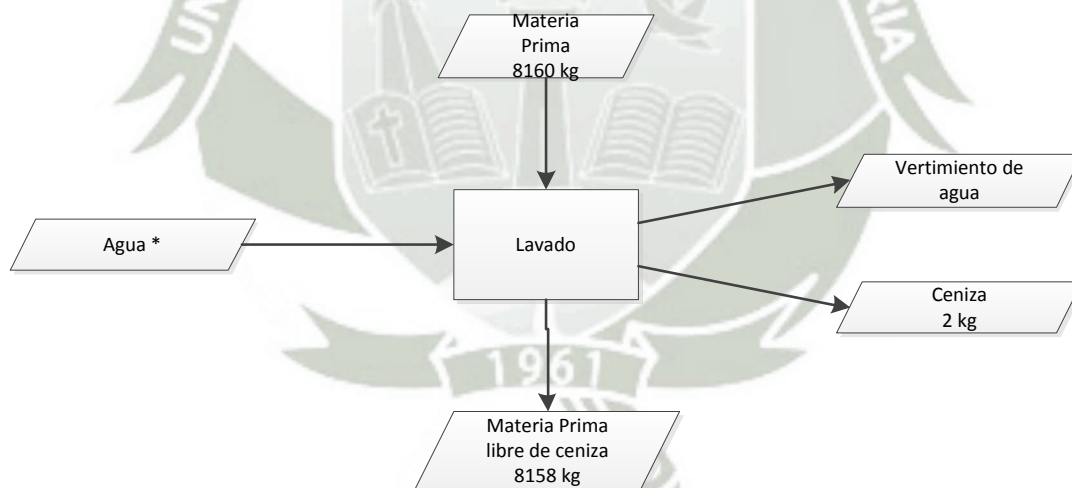 Materia
Prima
8160 kg
Vertimiento de
agua
Agua *
Lavado
Ceniza
2 kg
1961
Materia Prima
libre de ceniza
8158 kg